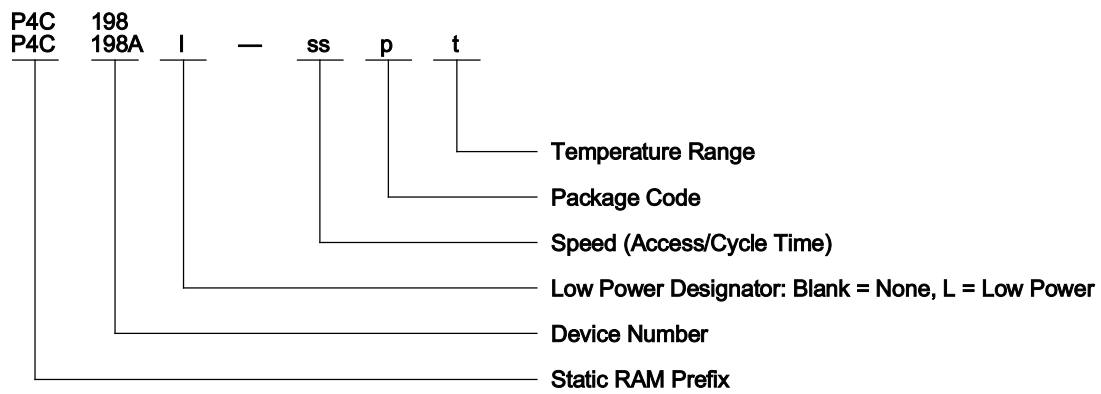 P4C 198
P4C 198A l — ss p t
Temperature Range
Package Code
Speed (Access/Cycle Time)
Low Power Designator: Blank = None, L = Low Power
Device Number
Static RAM Prefix